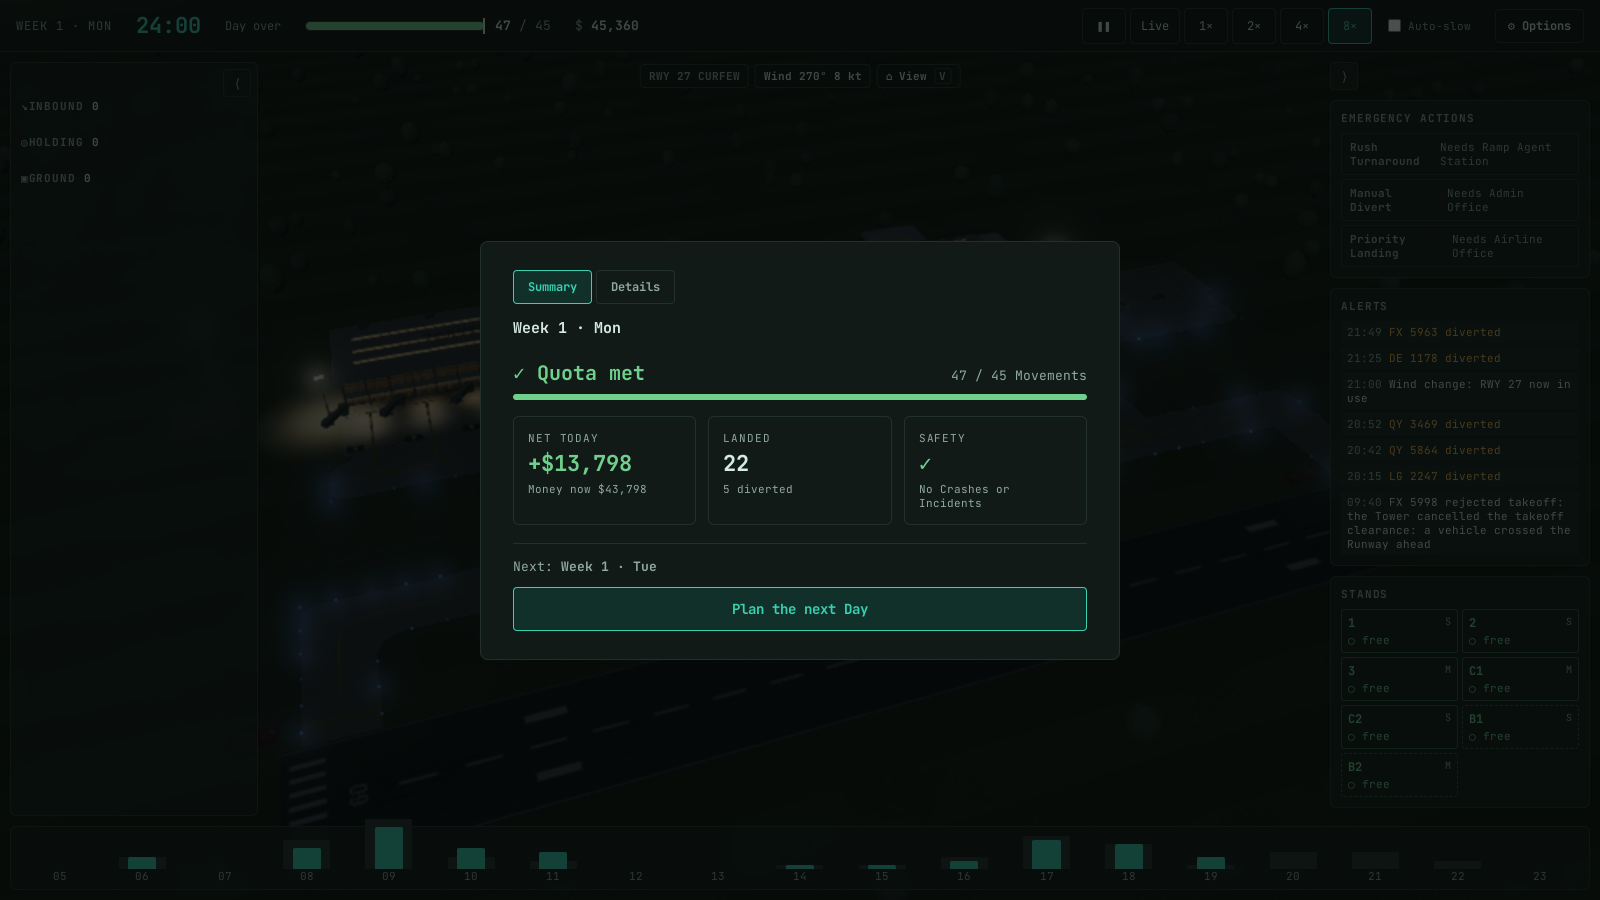 WEEK 1 · MON 24:00 Day over 47 / 45 $ 45,360 Live 1× 2× 4× 8× Auto-slow ⚙ Options
RWY 27 CURFEW Wind 270° 8 kt ⌂ View V
↘INBOUND 0
◎HOLDING 0
▣GROUND 0
Summary Details
Week 1 · Mon
✓ Quota met 47 / 45 Movements
NET TODAY
+$13,798
Money now $43,798
LANDED
22
5 diverted
SAFETY
✓
No Crashes or
Incidents
Next: Week 1 · Tue
Plan the next Day
EMERGENCY ACTIONS
Rush Turnaround Needs Ramp Agent Station
Manual Divert Needs Admin Office
Priority Landing Needs Airline Office
ALERTS
21:49 FX 5963 diverted
21:25 DE 1178 diverted
21:00 Wind change: RWY 27 now in
use
20:52 QY 3469 diverted
20:42 QY 5864 diverted
20:15 LG 2247 diverted
09:40 FX 5998 rejected takeoff:
the Tower cancelled the takeoff
clearance: a vehicle crossed the
Runway ahead
STANDS
1 S
○ free
2 S
○ free
3 M
○ free
C1 M
○ free
C2 S
○ free
B1 S
○ free
B2 M
○ free
05 06 07 08 09 10 11 12 13 14 15 16 17 18 19 20 21 22 23